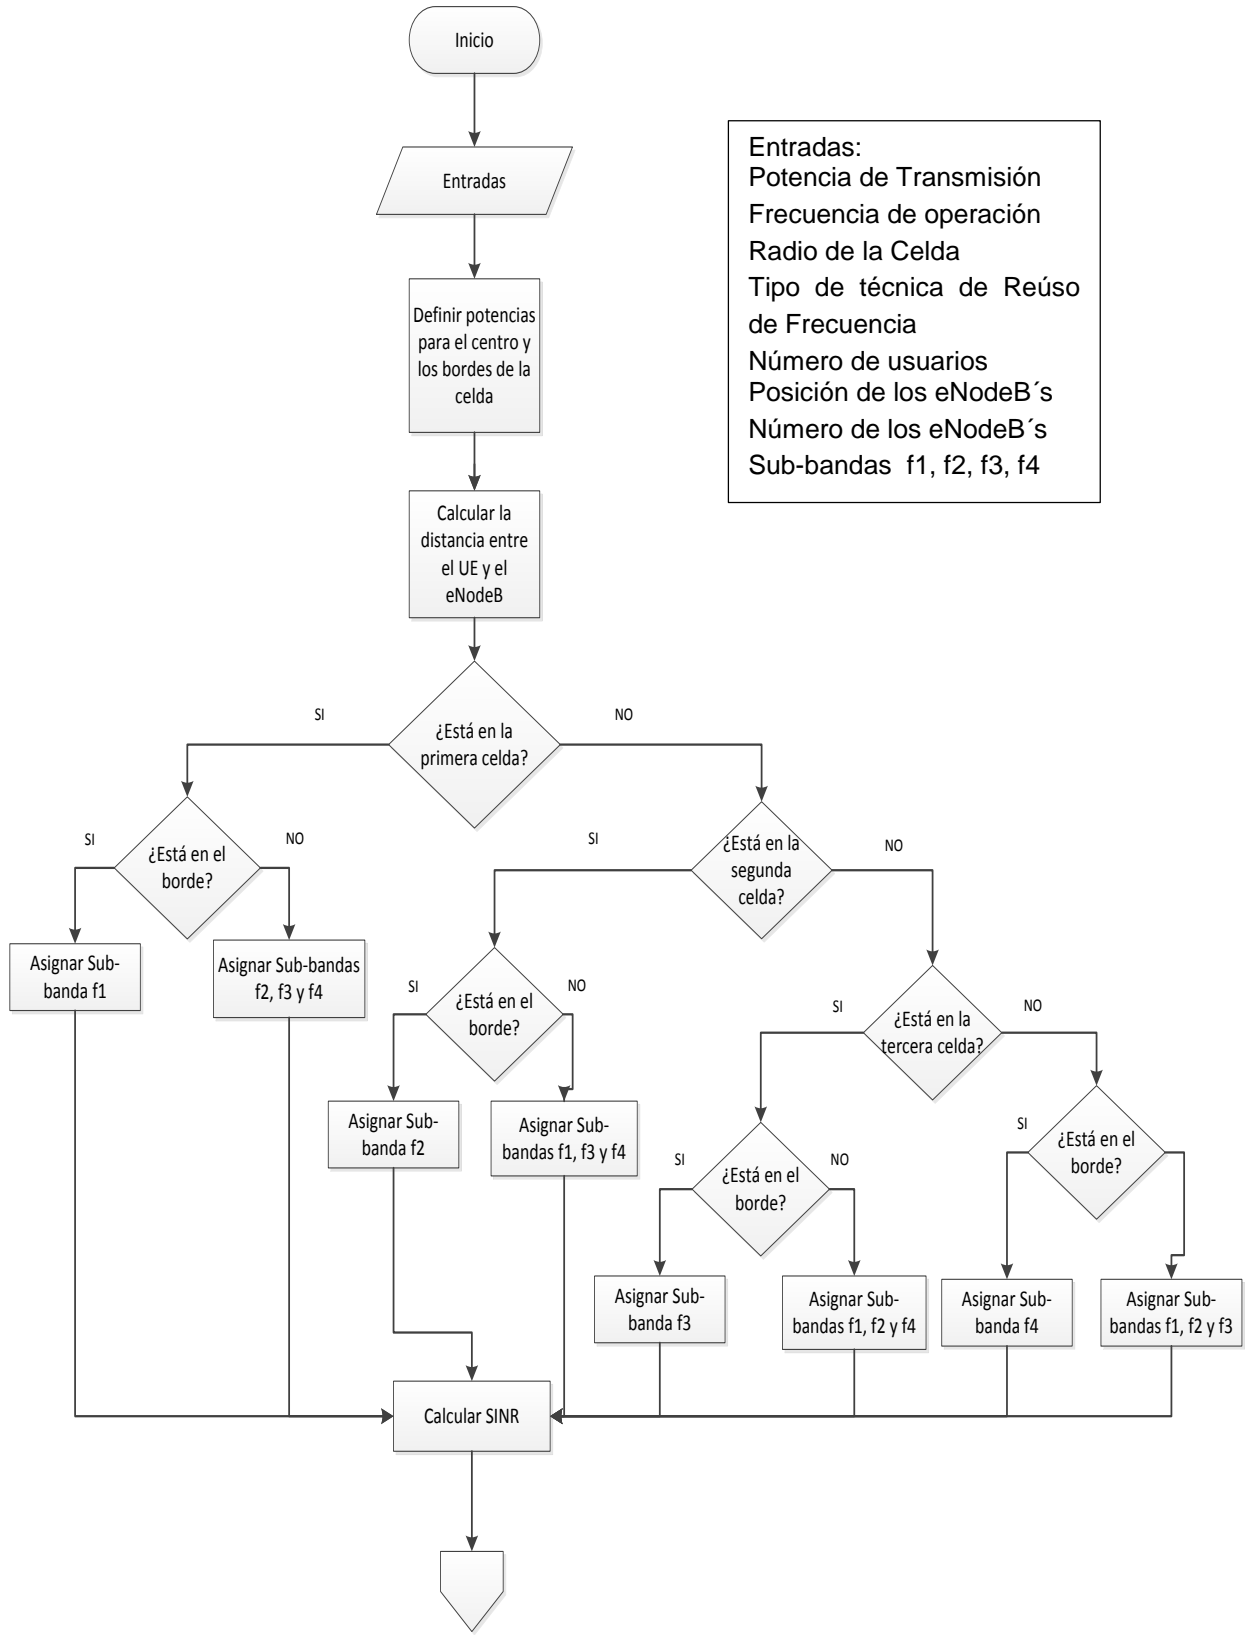 Inicio
Entradas
Entradas:
Potencia de Transmisión
Frecuencia de operación
Radio de la Celda
Tipo de técnica de Reúso
de Frecuencia
Número de usuarios
Posición de los eNodeB´s
Número de los eNodeB´s
Sub-bandas f1, f2, f3, f4
Definir potencias
para el centro y
los bordes de la
celda
Calcular la
distancia entre
el UE y el
eNodeB
¿Está en la
primera celda?
SI
NO
¿Está en el
borde?
SI
NO
Asignar Sub-
banda f1
Asignar Sub-bandas
f2, f3 y f4
¿Está en la
segunda
celda?
SI
NO
¿Está en el
borde?
SI
NO
Asignar Sub-
banda f2
Asignar Sub-
bandas f1, f3 y f4
¿Está en la
tercera celda?
SI
NO
¿Está en el
borde?
SI
NO
Asignar Sub-
banda f3
Asignar Sub-
bandas f1, f2 y f4
¿Está en el
borde?
SI
Asignar Sub-
banda f4
Asignar Sub-
bandas f1, f2 y f3
Calcular SINR